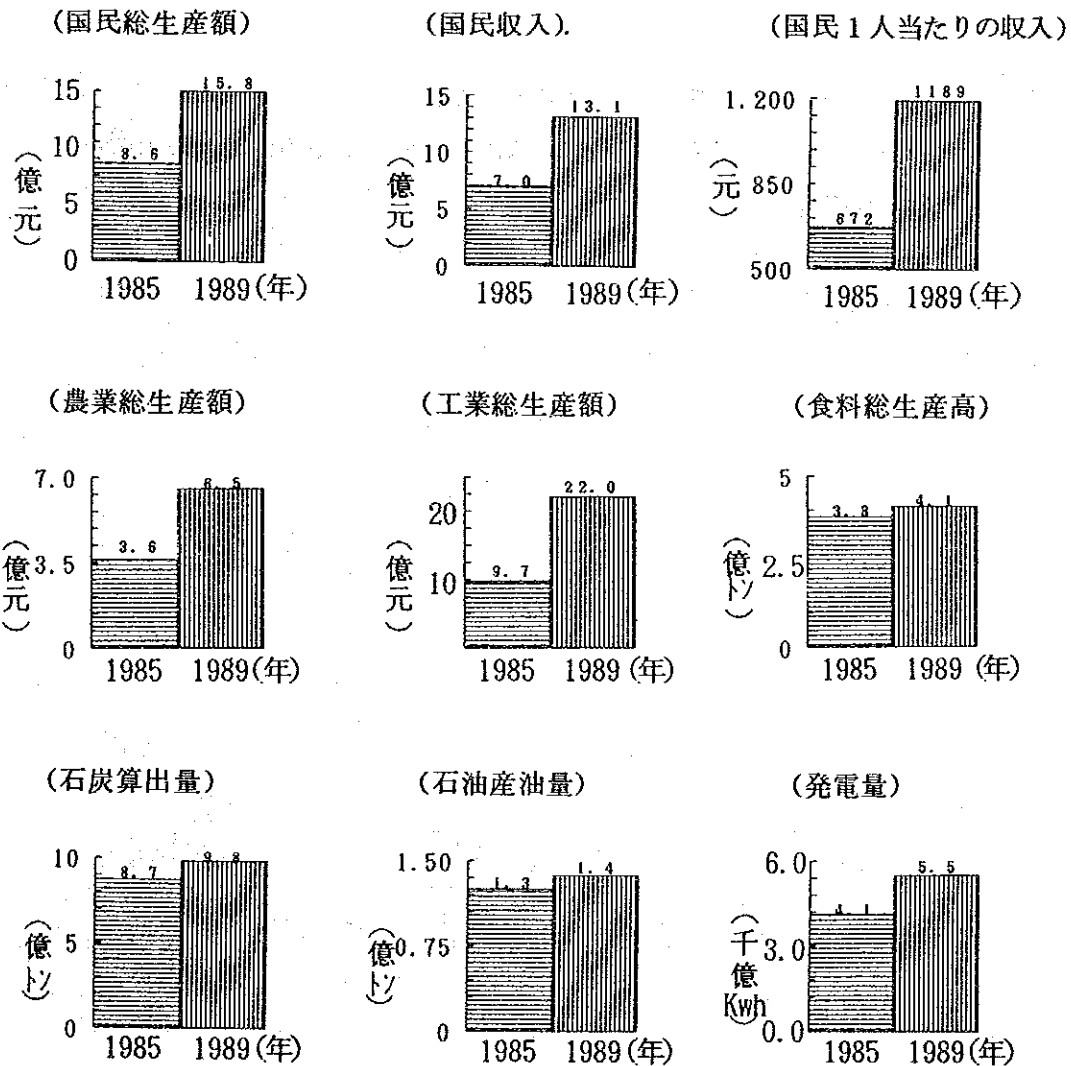 (国民総生産額)
15
10
5
0
(億元)
8.6
15.8
1985 1989(年)
(国民収入).
15
10
5
0
(億元)
7.0
13.1
1985 1989(年)
(国民1人当たりの収入)
1.200
850
500
(元)
672
1189
1985 1989(年)
(農業総生産額)
7.0
3.5
0
(億元)
3.6
6.5
1985 1989(年)
(工業総生産額)
20
10
(億元)
9.7
22.0
1985 1989(年)
(食料総生産高)
5
2.5
0
(億トン)
3.8
4.1
1985 1989(年)
(石炭算出量)
10
5
0
(億トン)
8.7
9.8
1985 1989(年)
(石油産油量)
1.50
0.75
0
(億トン)
1.3
1.4
1985 1989(年)
(発電量)
6.0
3.0
0.0
(千億Kwh)
5.5
1985 1989(年)